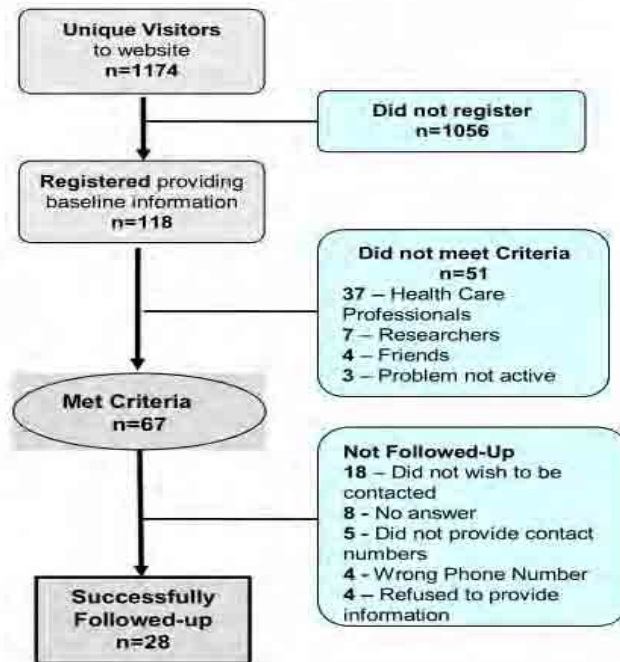 Unique Visitors
to website
n=1174
Did not register
n=1056
Registered providing
baseline information
n=118
Did not meet Criteria
n=51
37 – Health Care
Professionals
7 – Researchers
4 – Friends
3 – Problem not active
Met Criteria
n=67
Not Followed-Up
18 – Did not wish to be
contacted
8 - No answer
5 - Did not provide contact
numbers
4 - Wrong Phone Number
4 – Refused to provide
information
Successfully
Followed-up
n=28